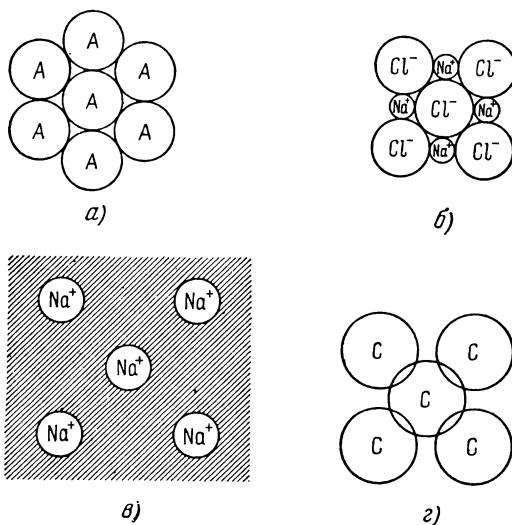 A
A A
A
A A
A
а)
Cl⁻ Na⁺ Cl⁻
Na⁺ Cl⁻ Na⁺
Cl⁻ Na⁺ Cl⁻
б)
Na⁺ Na⁺
Na⁺
Na⁺ Na⁺
в)
C C
C
C C
г)